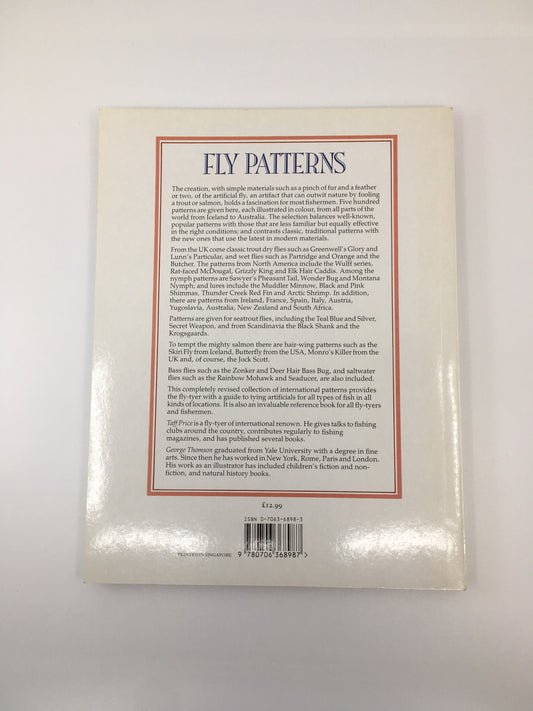 FLY PATTERNS
The creation, with simple materials such as a pinch of fur and a feather
or two, of the artificial fly, an artifact that can outwit nature by fooling
a trout or salmon, holds a fascination for most fishermen. Five hundred
patterns are given here, each illustrated in colour, from all parts of the
world from Iceland to Australia. The selection balances well-known,
popular patterns with those that are less familiar but equally effective
in the right conditions; and contrasts classic, traditional patterns with
the new ones that use the latest in modern materials.
From the UK come classic trout dry flies such as Greenwell's Glory and
Lunn's Particular, and wet flies such as Partridge and Orange and the
Butcher. The patterns from North America include the Wulff series,
Rat-faced McDougal, Grizzly King and Elk Hair Caddis. Among the
nymph patterns are Sawyer's Pheasant Tail, Wonder Bug and Montana
Nymph; and lures include the Muddler Minnow, Black and Pink
Shimmas, Thunder Creek Red Fin and Arctic Shrimp. In addition,
there are patterns from Ireland, France, Spain, Italy, Austria,
Yugoslavia, Australia, New Zealand and South Africa.
Patterns are given for seatrout flies, including the Teal Blue and Silver,
Secret Weapon, and from Scandinavia the Black Shank and the
Krogsgaards.
To tempt the mighty salmon there are hair-wing patterns such as the
Skiri Fly from Iceland, Butterfly from the USA, Monro's Killer from the
UK and, of course, the Jock Scott.
Bass flies such as the Zonker and Deer Hair Bass Bug, and saltwater
flies such as the Rainbow Mohawk and Seaducer, are also included.
This completely revised collection of international patterns provides
the fly-tyer with a guide to tying artificials for all types of fish in all
kinds of locations. It is also an invaluable reference book for all fly-tyers
and fishermen.
Taff Price is a fly-tyer of international renown. He gives talks to fishing
clubs around the country, contributes regularly to fishing
magazines, and has published several books.
George Thomson graduated from Yale University with a degree in fine
arts. Since then he has worked in New York, Rome, Paris and London.
His work as an illustrator has included children's fiction and non-
fiction, and natural history books.
£12.99
ISBN 0-7063-6898-3
PRINTED IN SINGAPORE
9 780706 368987 >